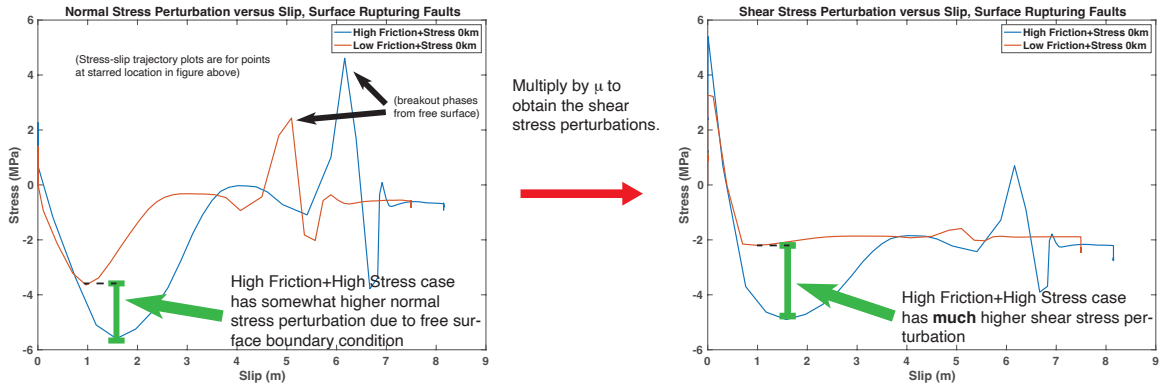 Normal Stress Perturbation versus Slip, Surface Rupturing Faults
High Friction+Stress 0km
Low Friction+Stress 0km
(Stress-slip trajectory plots are for points
at starred location in figure above)
(breakout phases
from free surface)
High Friction+High Stress case
has somewhat higher normal
stress perturbation due to free sur-
face boundary condition
Stress (MPa)
6
4
2
0
-2
-4
-6
0 1 2 3 4 5 6 7 8 9
Slip (m)
Multiply by μ to
obtain the shear
stress perturbations.
Shear Stress Perturbation versus Slip, Surface Rupturing Faults
High Friction+Stress 0km
Low Friction+Stress 0km
High Friction+High Stress case
has much higher shear stress per-
turbation
Stress (MPa)
6
4
2
0
-2
-4
-6
0 1 2 3 4 5 6 7 8 9
Slip (m)